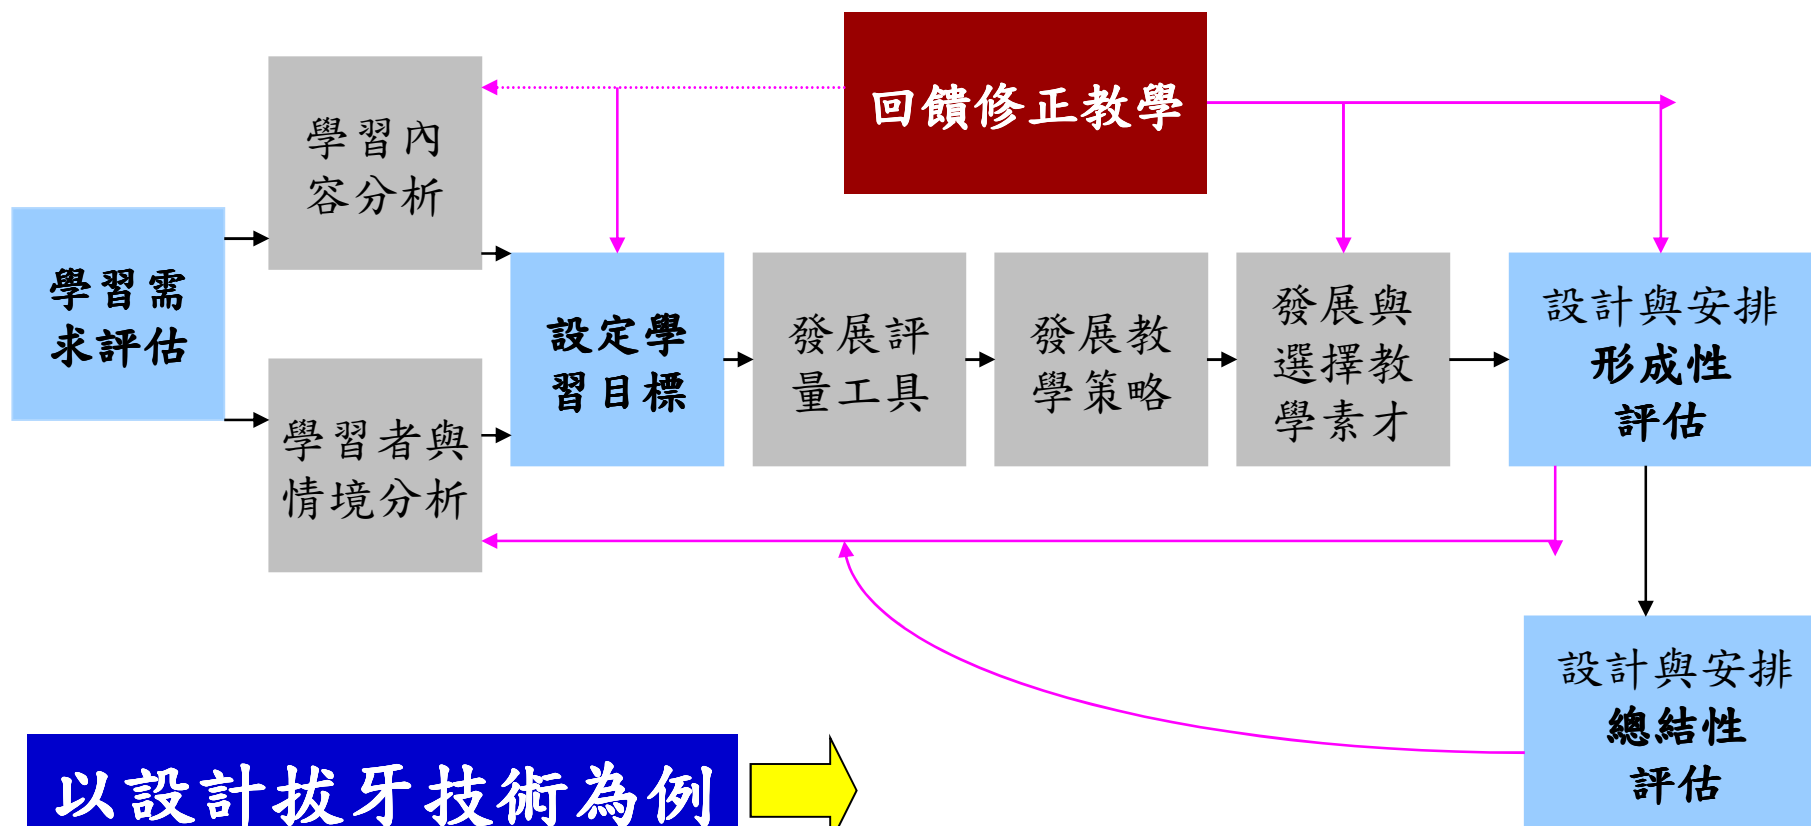 回饋修正教學
學習內
容分析
學習需
求評估
學習者與
情境分析
設定學
習目標
發展評
量工具
發展教
學策略
發展與
選擇教
學素才
設計與安排
形成性
評估
設計與安排
總結性
評估
以設計拔牙技術為例